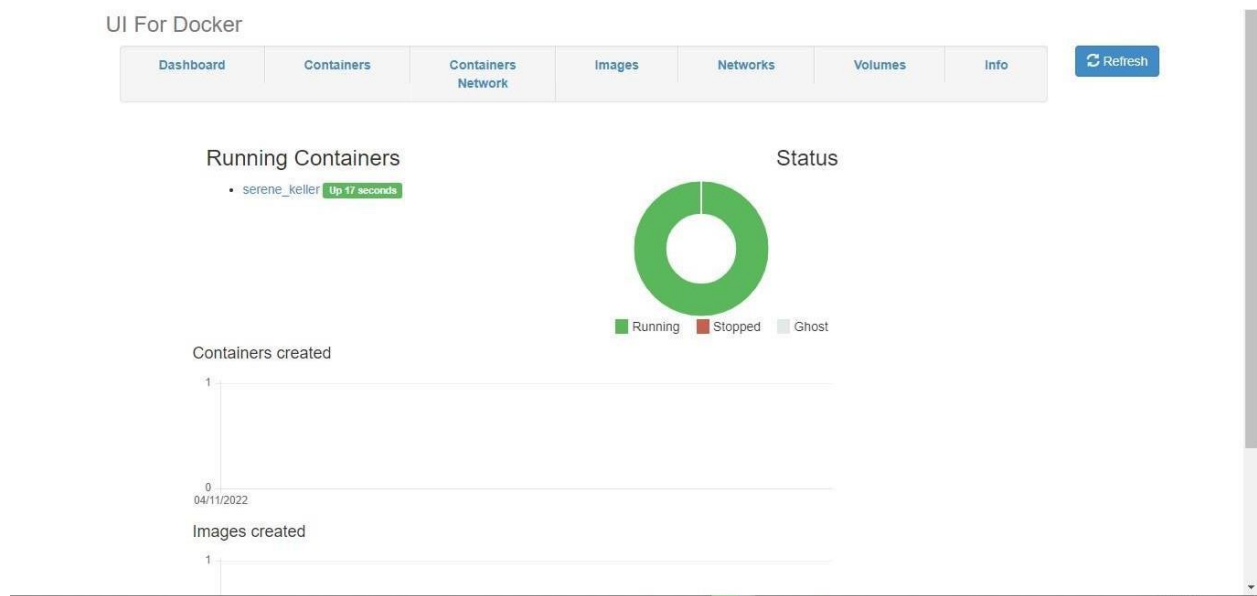 UI For Docker
Dashboard Containers Containers Network Images Networks Volumes Info Refresh
Running Containers
serene_keller Up 17 seconds
Status
Running Stopped Ghost
Containers created
1
0
04/11/2022
Images created
1